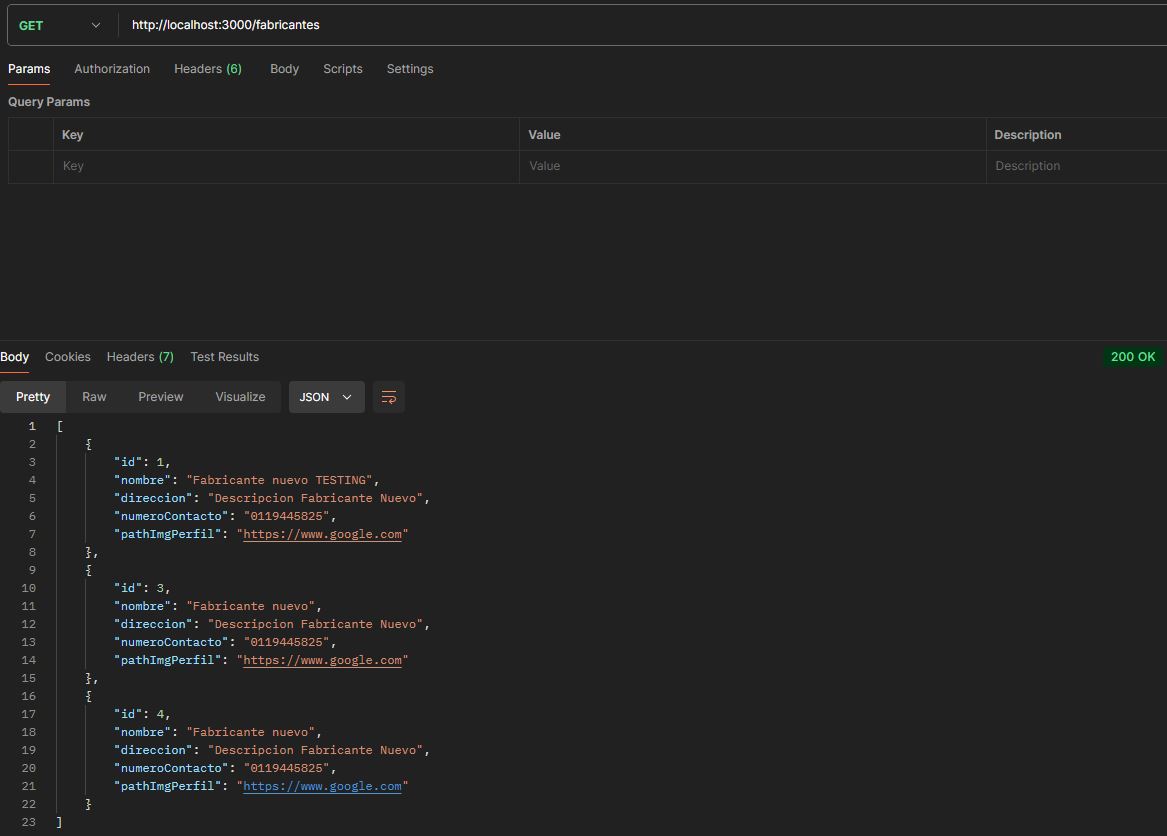 GET http://localhost:3000/fabricantes
Params Authorization Headers (6) Body Scripts Settings
Query Params
Key Value Description
Key Value Description
Body Cookies Headers (7) Test Results 200 OK
Pretty Raw Preview Visualize JSON
1 [
2 {
3 "id": 1,
4 "nombre": "Fabricante nuevo TESTING",
5 "direccion": "Descripcion Fabricante Nuevo",
6 "numeroContacto": "0119445825",
7 "pathImgPerfil": "https://www.google.com"
8 },
9 {
10 "id": 3,
11 "nombre": "Fabricante nuevo",
12 "direccion": "Descripcion Fabricante Nuevo",
13 "numeroContacto": "0119445825",
14 "pathImgPerfil": "https://www.google.com"
15 },
16 {
17 "id": 4,
18 "nombre": "Fabricante nuevo",
19 "direccion": "Descripcion Fabricante Nuevo",
20 "numeroContacto": "0119445825",
21 "pathImgPerfil": "https://www.google.com"
22 }
23 ]